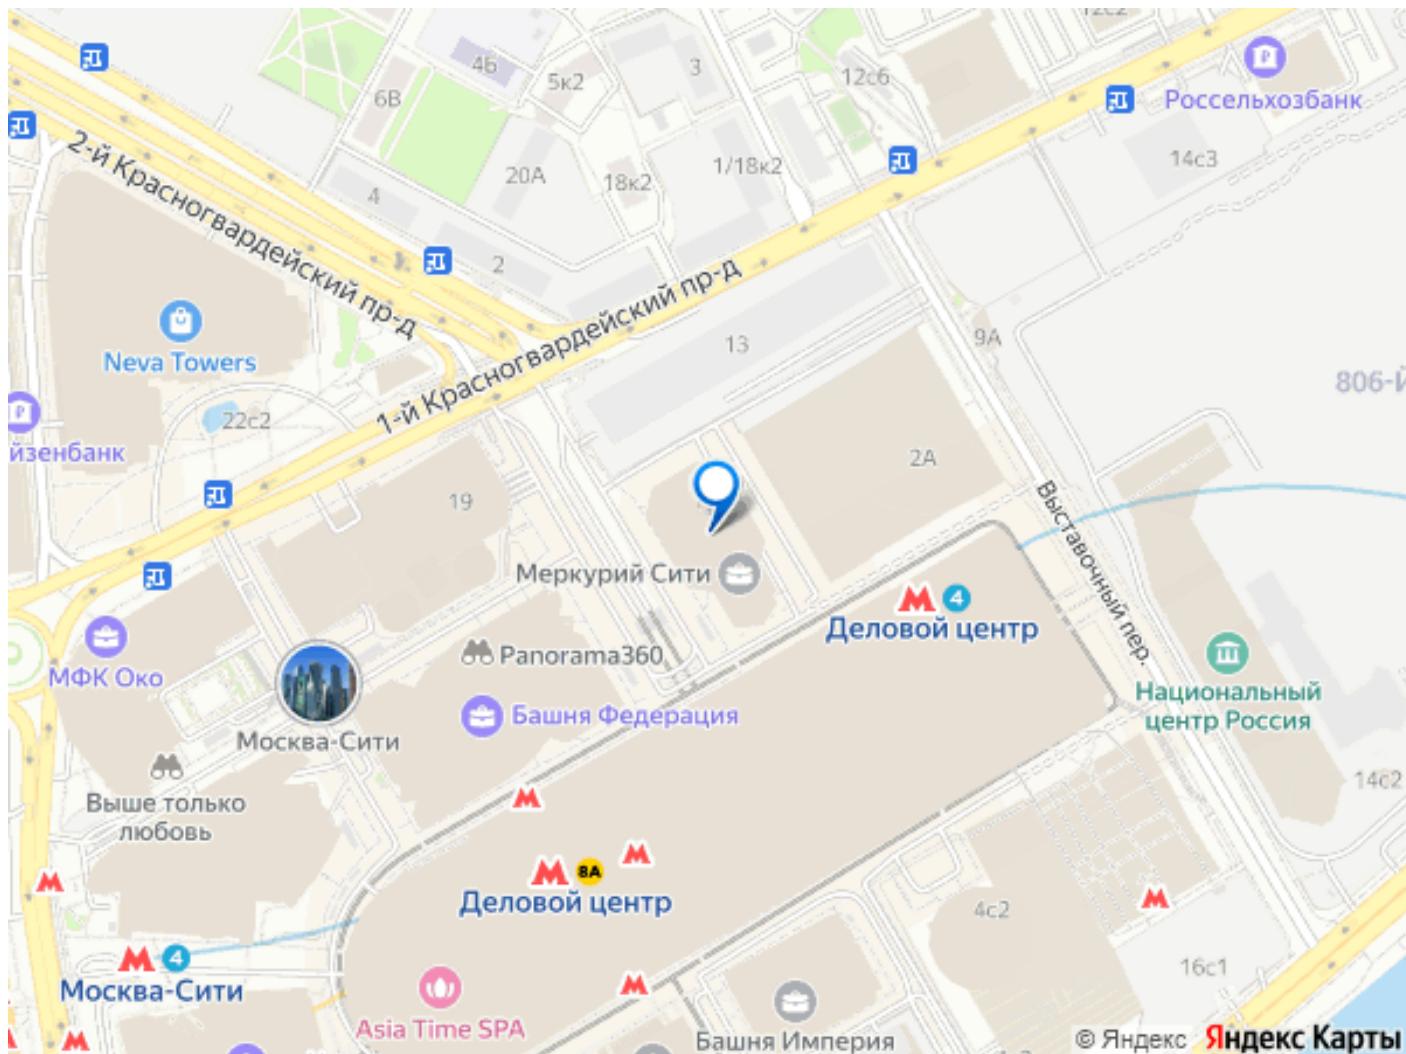 12с2
4Б
3
5к2
12с6
6В
Россельхозбанк
2-й Красногвардейский пр-д
20А
18к2
1/18к2
14с3
4
2
1-й Красногвардейский пр-д
Neva Towers
13
9А
806-Й
22с2
йзенбанк
2А
19
Выставочный пер.
Меркурий Сити
4
Деловой центр
Panorama360
МФК Око
Башня Федерация
Национальный
центр Россия
Москва-Сити
Выше только
любовь
14с2
8А
Деловой центр
4с2
4
Москва-Сити
16с1
Asia Time SPA
Башня Империя
© Яндекс Яндекс Карты